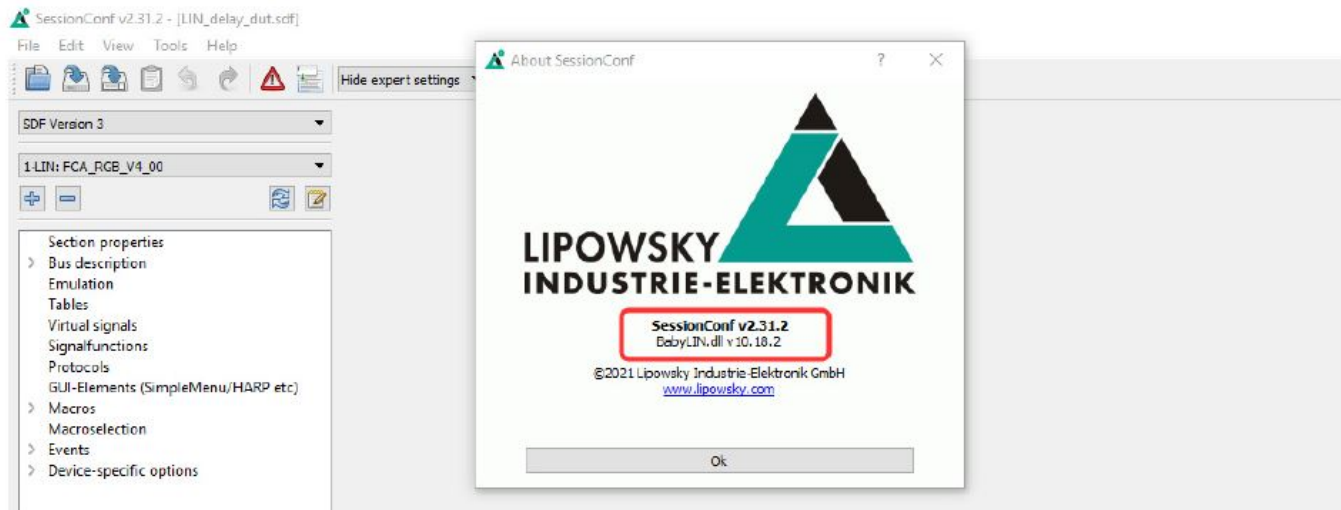 SessionConf v2.31.2 - [LIN_delay_dut.sdf]
File Edit View Tools Help
Hide expert settings
SDF Version 3
1-LIN: FCA_RGB_V4_00
Section properties
Bus description
Emulation
Tables
Virtual signals
Signalfunctions
Protocols
GUI-Elements (SimpleMenu/HARP etc)
Macros
Macroselection
Events
Device-specific options
About SessionConf
LIPOWSKY
INDUSTRIE-ELEKTRONIK
SessionConf v2.31.2
BabyLIN.dll v10.18.2
©2021 Lipowsky Industrie-Elektronik GmbH
www.lipowsky.com
Ok